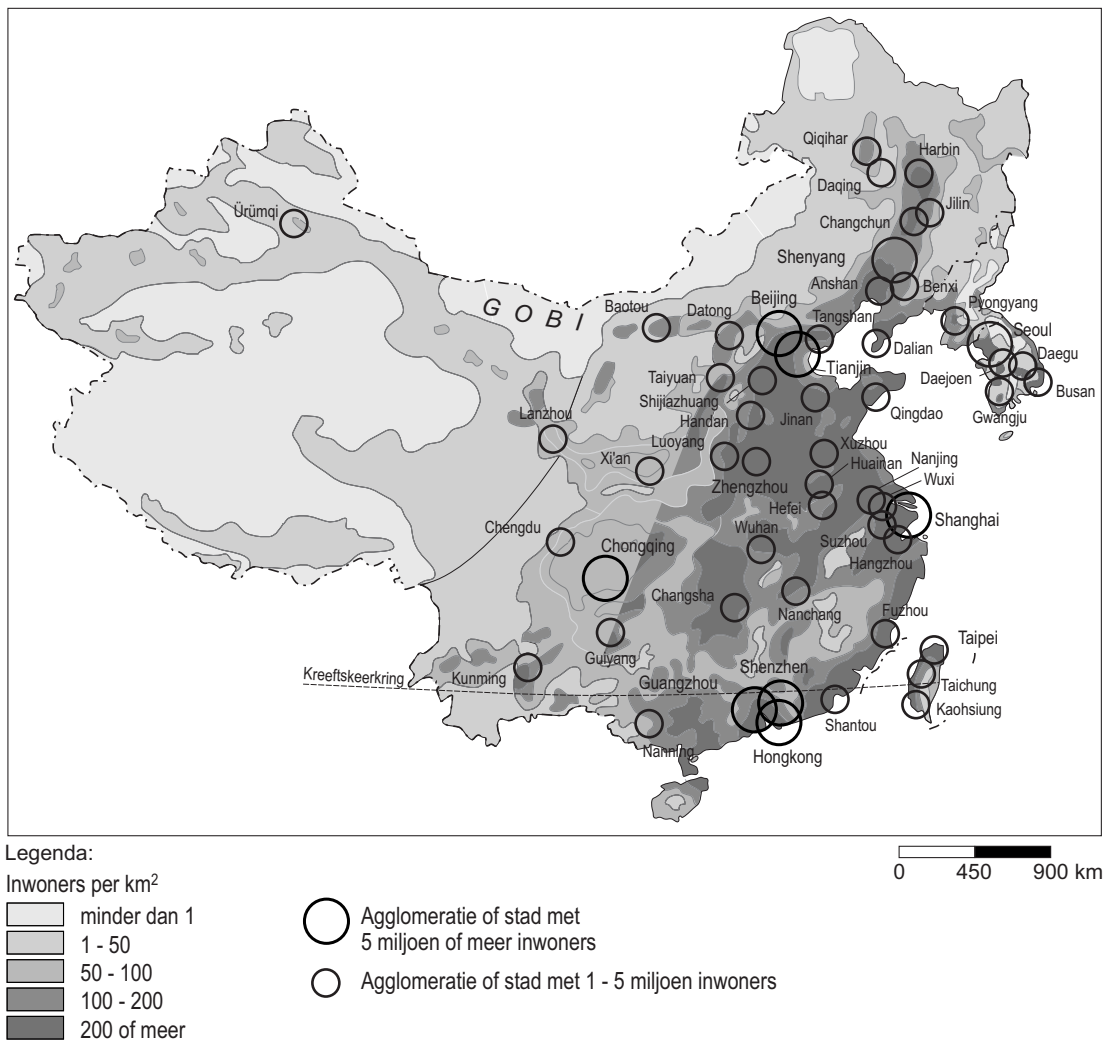 Qiqihar
Harbin
Daqing
Jilin
Ürümqi
Changchun
Shenyang
Anshan
Benxi
GOBI
Baotou
Datong
Beijing
Tangshan
Pyongyang
Seoul
Dalian
Daegu
Taiyuan
Tianjin
Daejoen
Shijiazhuang
Busan
Lanzhou
Handan
Jinan
Qingdao
Gwangju
Luoyang
Xuzhou
Xi'an
Huainan
Nanjing
Zhengzhou
Wuxi
Hefei
Shanghai
Chengdu
Wuhan
Chongqing
Suzhou
Hangzhou
Changsha
Nanchang
Fuzhou
Guiyang
Taipei
Kreeftskeerkring
Kunming
Guangzhou
Shenzhen
Taichung
Shantou
Kaohsiung
Nanning
Hongkong
Legenda:
0 450 900 km
Inwoners per km²
minder dan 1
1 - 50
50 - 100
100 - 200
200 of meer
Agglomeratie of stad met
5 miljoen of meer inwoners
Agglomeratie of stad met 1 - 5 miljoen inwoners